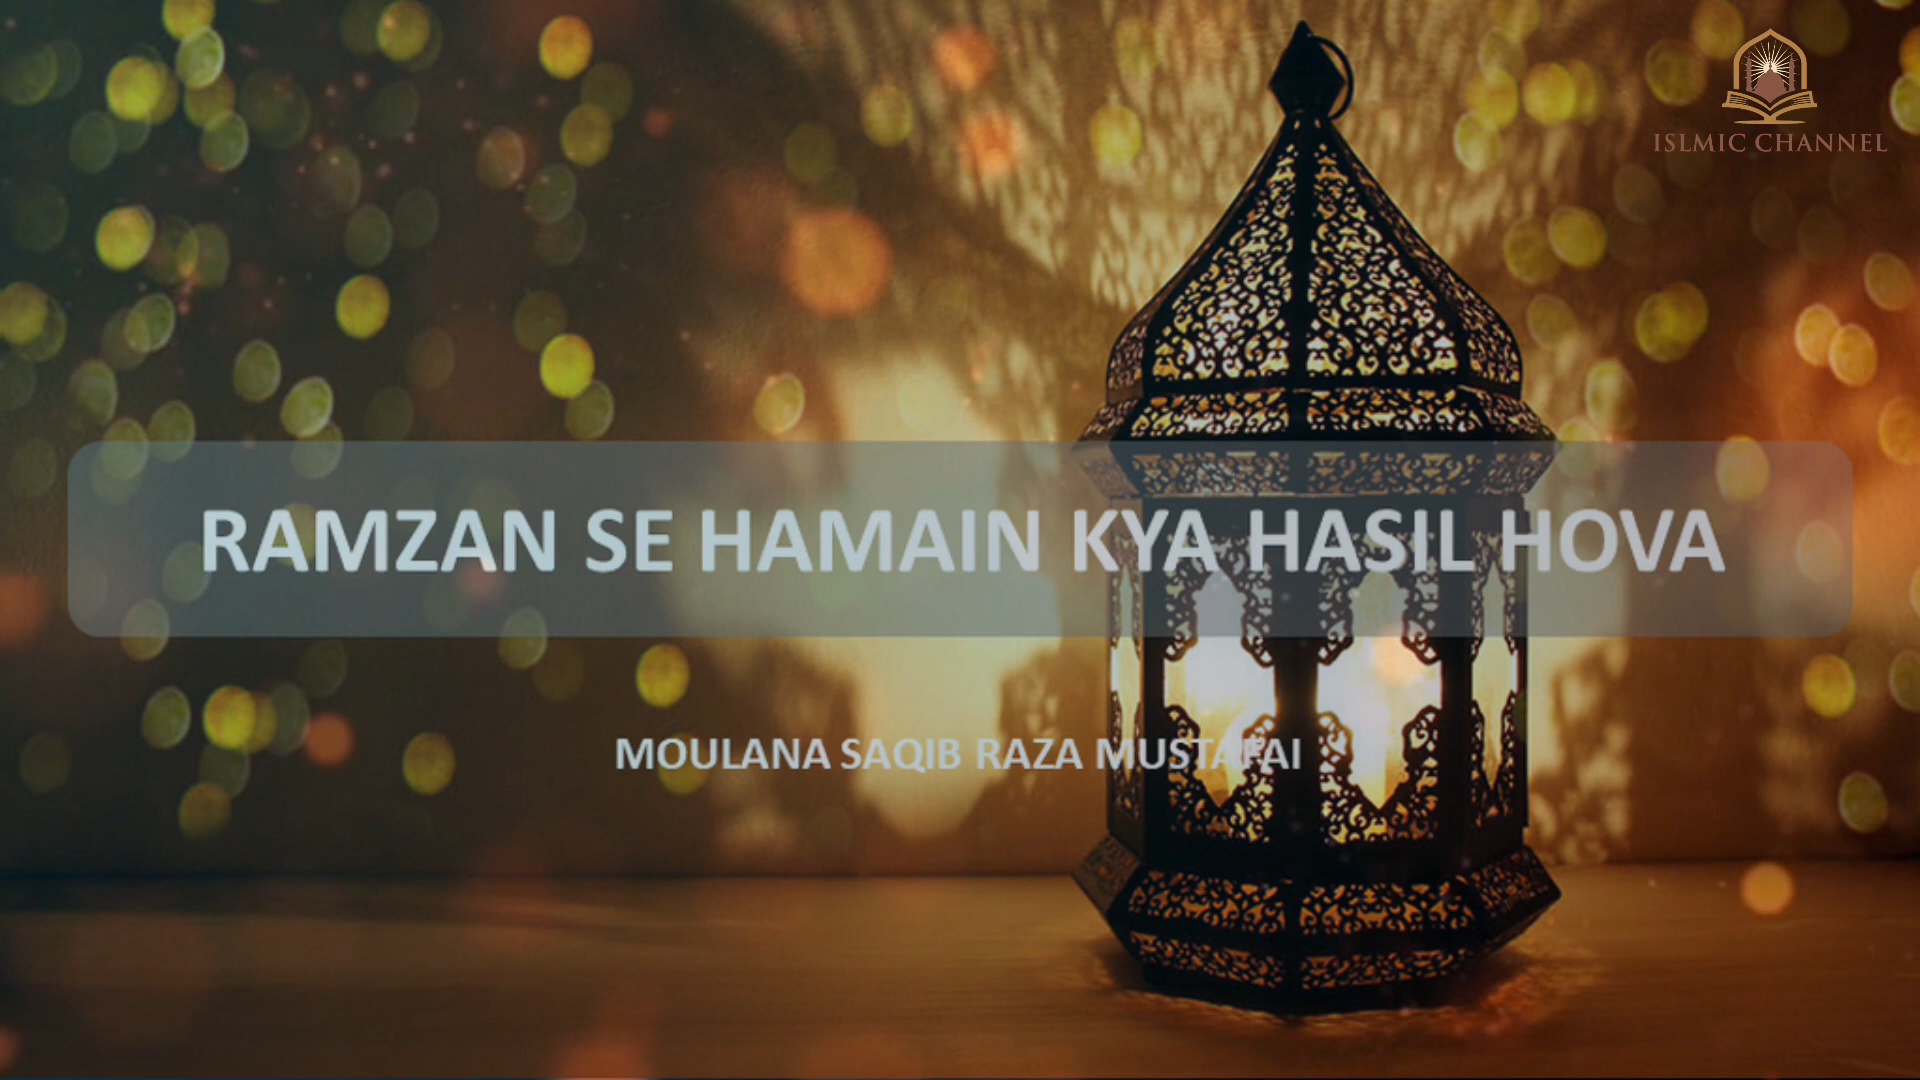 ISLMIC CHANNEL
RAMZAN SE HAMAIN KYA HASIL HOVA
MOULANA SAQIB RAZA MUSTAFAI